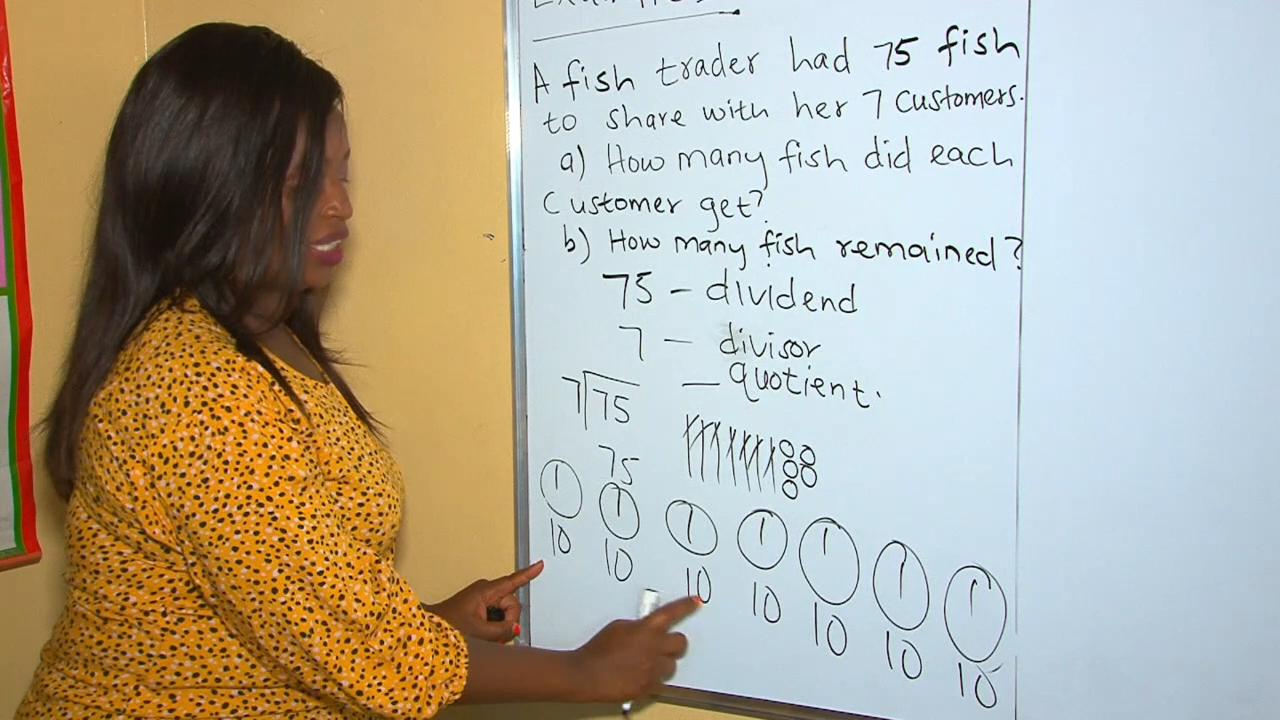 A fish trader had 75 fish
to share with her 7 Customers.
a) How many fish did each
Customer get?
b) How many fish remained?
75 – dividend
7 – divisor
— quotient.
7 75
75
1 1 1 1 1 1 1
10 10 10 10 10 10 10